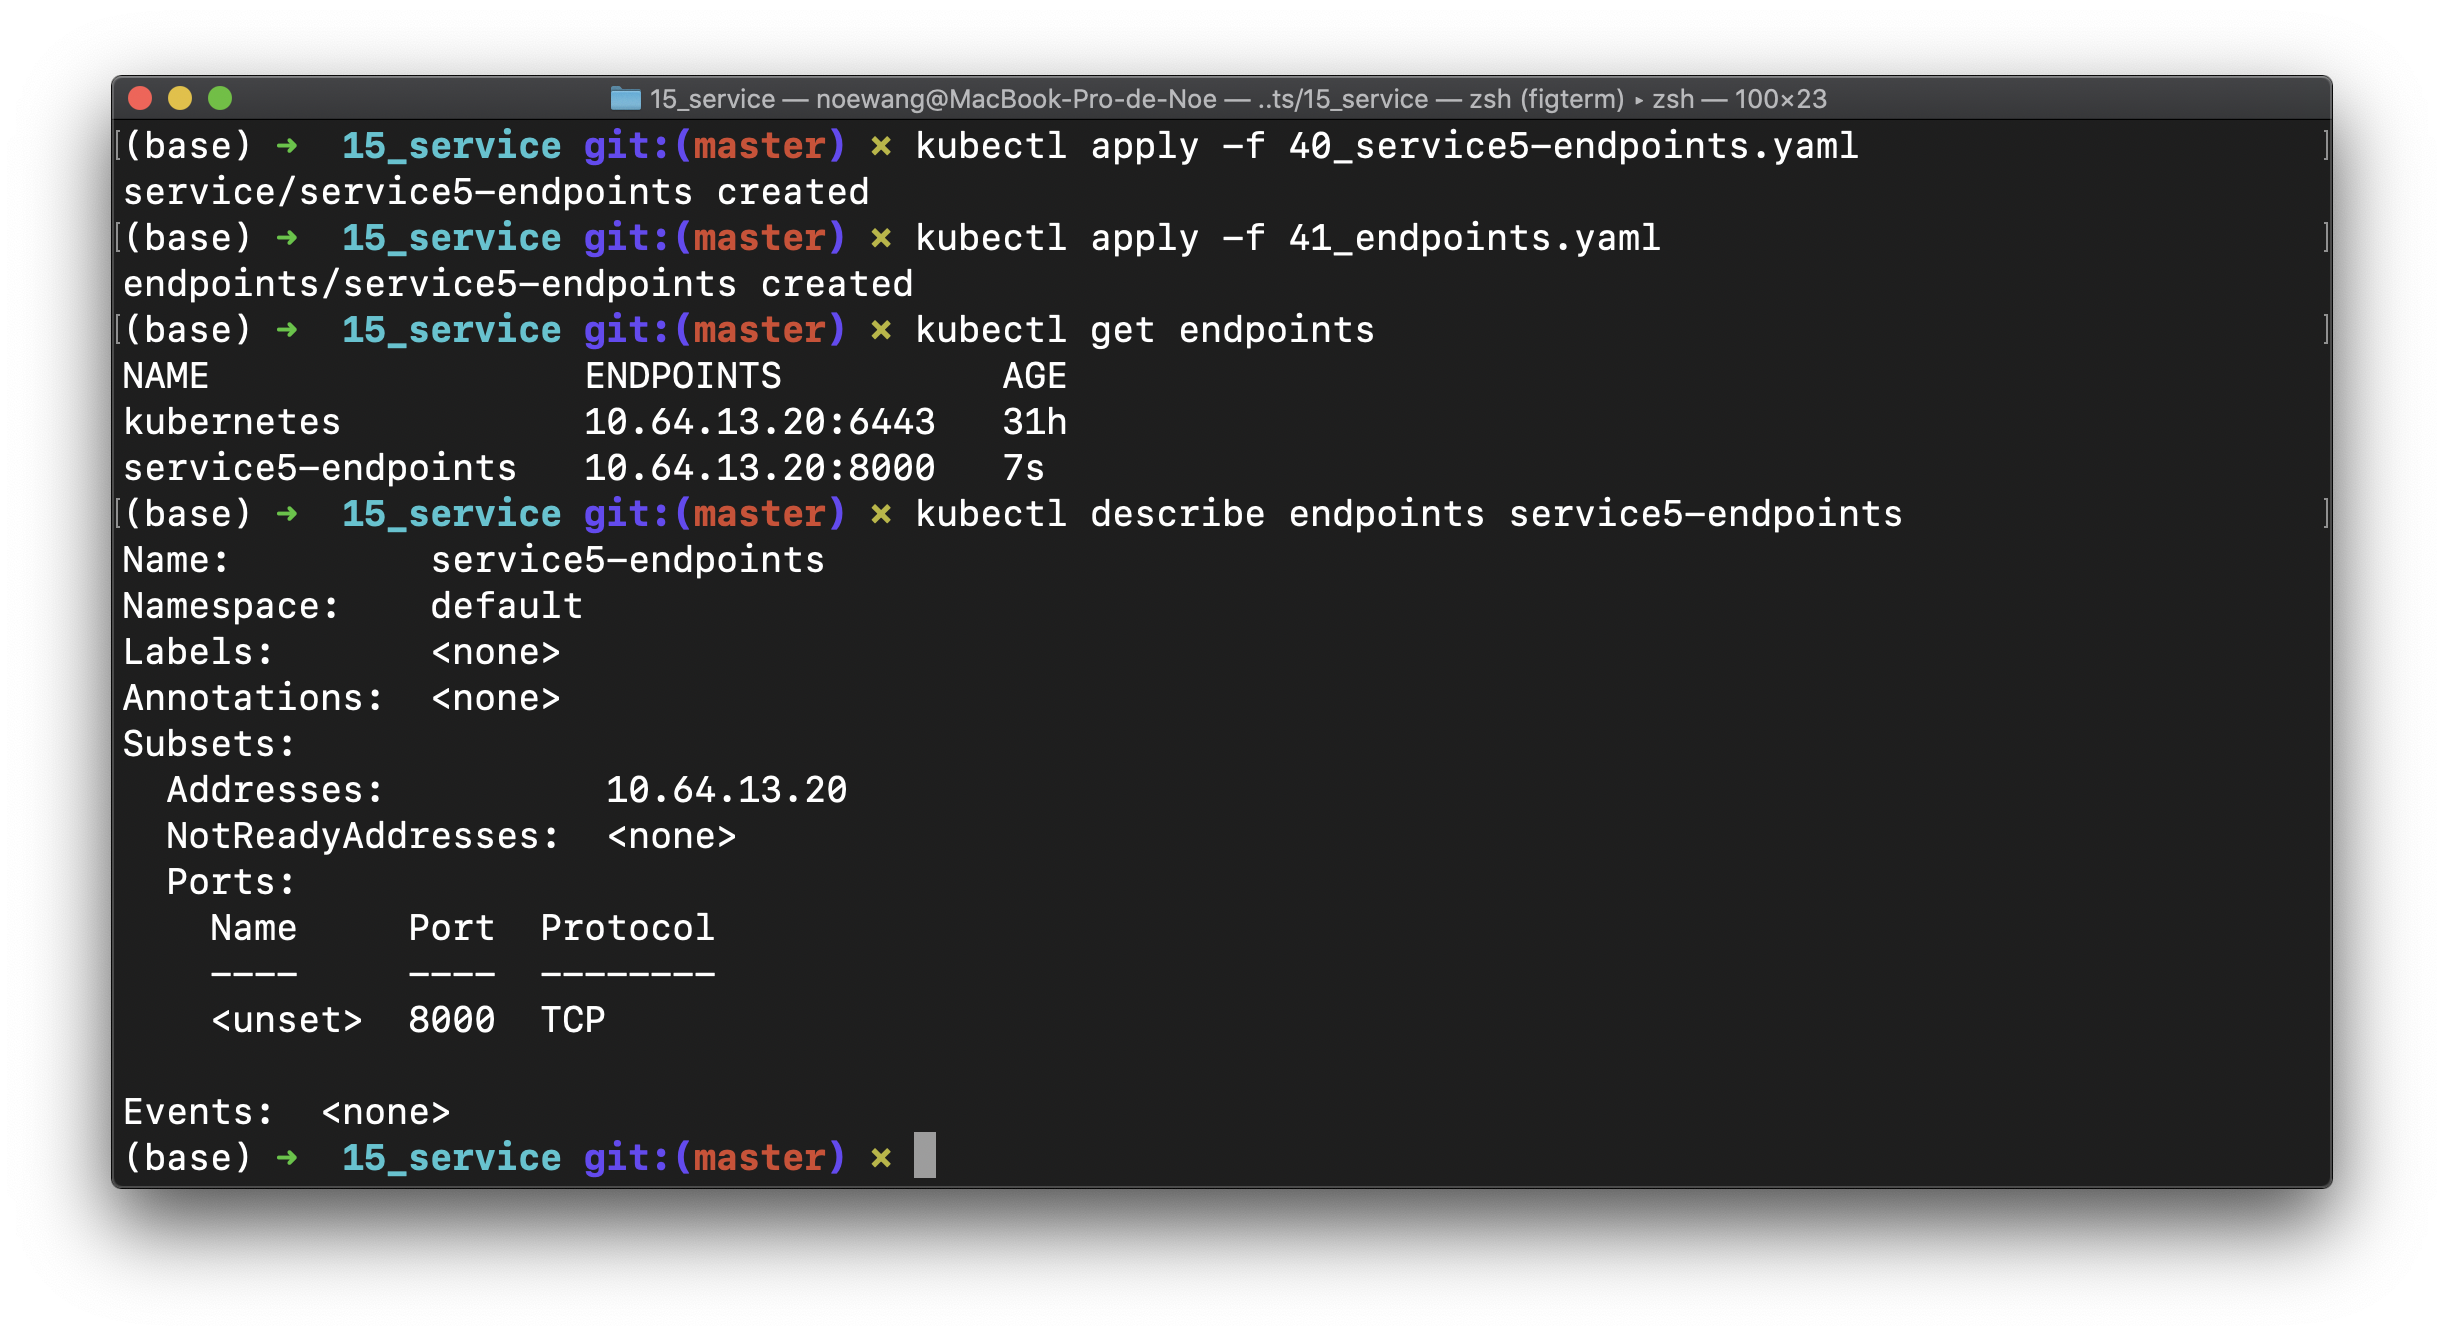 15_service — noewang@MacBook-Pro-de-Noe — ..ts/15_service — zsh (figterm) ▸ zsh — 100×23
(base) ➜  15_service git:(master) ✗ kubectl apply -f 40_service5-endpoints.yaml
service/service5-endpoints created
(base) ➜  15_service git:(master) ✗ kubectl apply -f 41_endpoints.yaml
endpoints/service5-endpoints created
(base) ➜  15_service git:(master) ✗ kubectl get endpoints
NAME                 ENDPOINTS          AGE
kubernetes           10.64.13.20:6443   31h
service5-endpoints   10.64.13.20:8000   7s
(base) ➜  15_service git:(master) ✗ kubectl describe endpoints service5-endpoints
Name:         service5-endpoints
Namespace:    default
Labels:       <none>
Annotations:  <none>
Subsets:
  Addresses:          10.64.13.20
  NotReadyAddresses:  <none>
  Ports:
    Name     Port  Protocol
    ----     ----  --------
    <unset>  8000  TCP

Events:  <none>
(base) ➜  15_service git:(master) ✗